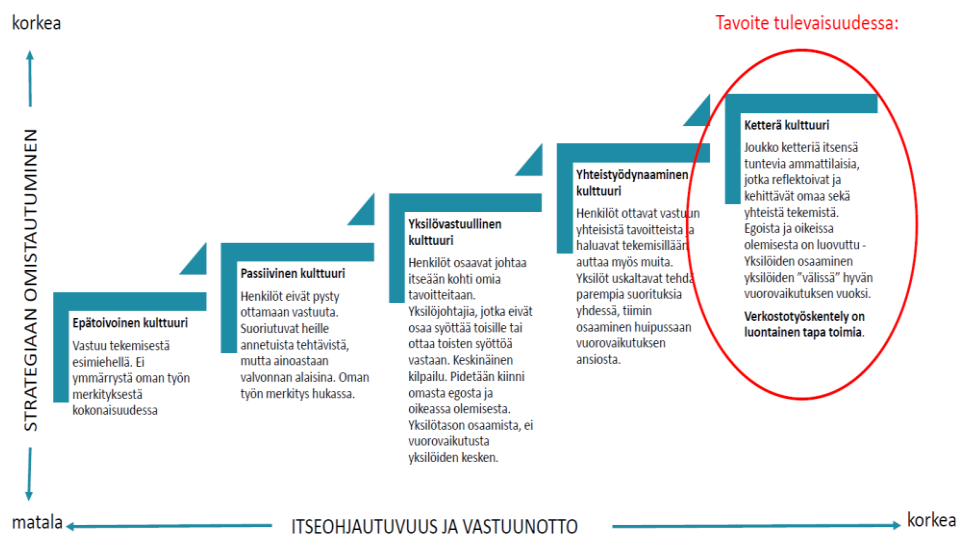 korkea
Tavoite tulevaisuudessa:
STRATEGIAAN OMISTAUTUMINEN
Epätoivoinen kulttuuri
Vastuu tekemisestä
esimiehellä. Ei
ymmärrystä oman työn
merkityksestä
kokonaisuudessa
Passiivinen kulttuuri
Henkilöt eivät pysty
ottamaan vastuuta.
Suoriutuvat heille
annetuista tehtävistä,
mutta ainoastaan
valvonnan alaisina. Oman
työn merkitys hukassa.
Yksilövastuullinen
kulttuuri
Henkilöt osaavat johtaa
itseään kohti omia
tavoitteitaan.
Yksilöjohtajia, jotka eivät
osaa syöttää toisille tai
ottaa toisten syöttöä
vastaan. Keskinäinen
kilpailu. Pidetään kiinni
omasta egosta ja
oikeassa olemisesta.
Yksilötason osaamista, ei
vuorovaikutusta
yksilöiden kesken.
Yhteistyödynaaminen
kulttuuri
Henkilöt ottavat vastuun
yhteisistä tavoitteista ja
haluavat tekemisillään
auttaa myös muita.
Yksilöt uskaltavat tehdä
parempia suorituksia
yhdessä, tiimin
osaaminen huipussaan
vuorovaikutuksen
ansiosta.
Ketterä kulttuuri
Joukko ketteriä itsensä
tuntevia ammattilaisia,
jotka reflektoivat ja
kehittävät omaa sekä
yhteistä tekemistä.
Egoista ja oikeissa
olemisesta on luovuttu -
Yksilöiden osaaminen
yksilöiden ”välissä” hyvän
vuorovaikutuksen vuoksi.
Verkostotyöskentely on
luontainen tapa toimia.
matala
ITSEOHJAUTUVUUS JA VASTUUNOTTO
korkea